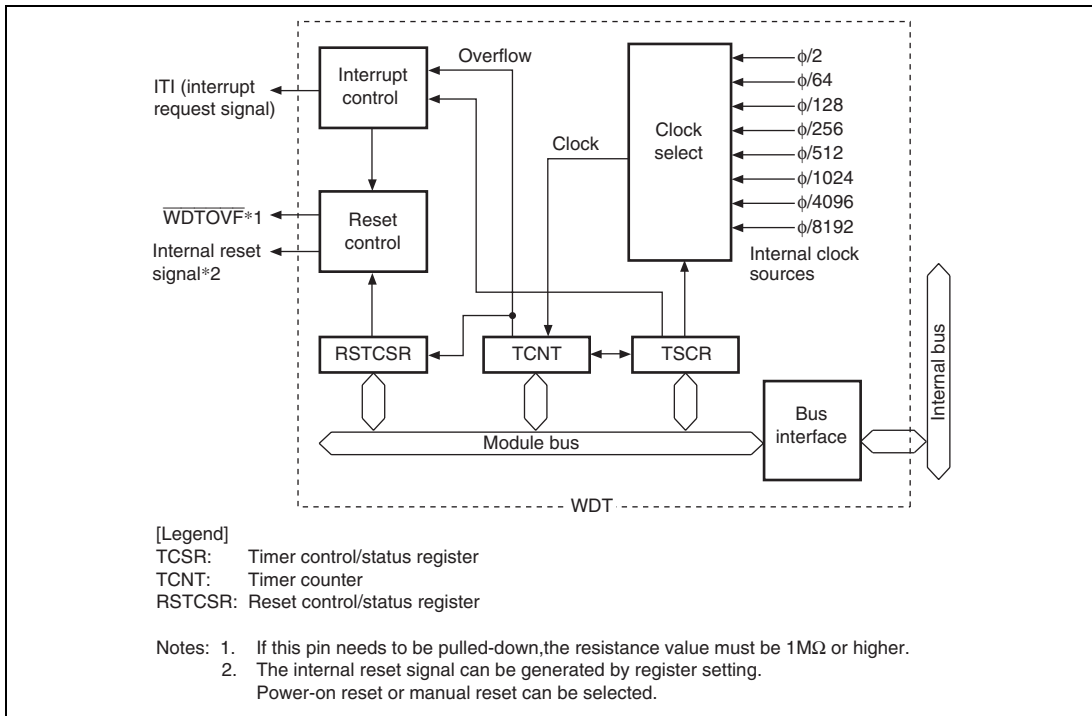 Overflow
Interrupt
control
ITI (interrupt
request signal)
Clock
Clock
select
ϕ/2
ϕ/64
ϕ/128
ϕ/256
ϕ/512
ϕ/1024
ϕ/4096
ϕ/8192
Internal clock
sources
Reset
control
WDTOVF*1
Internal reset
signal*2
RSTCSR
TCNT
TSCR
Module bus
Bus
interface
Internal bus
WDT
[Legend]
TCSR: Timer control/status register
TCNT: Timer counter
RSTCSR: Reset control/status register
Notes: 1. If this pin needs to be pulled-down,the resistance value must be 1MΩ or higher.
2. The internal reset signal can be generated by register setting.
Power-on reset or manual reset can be selected.